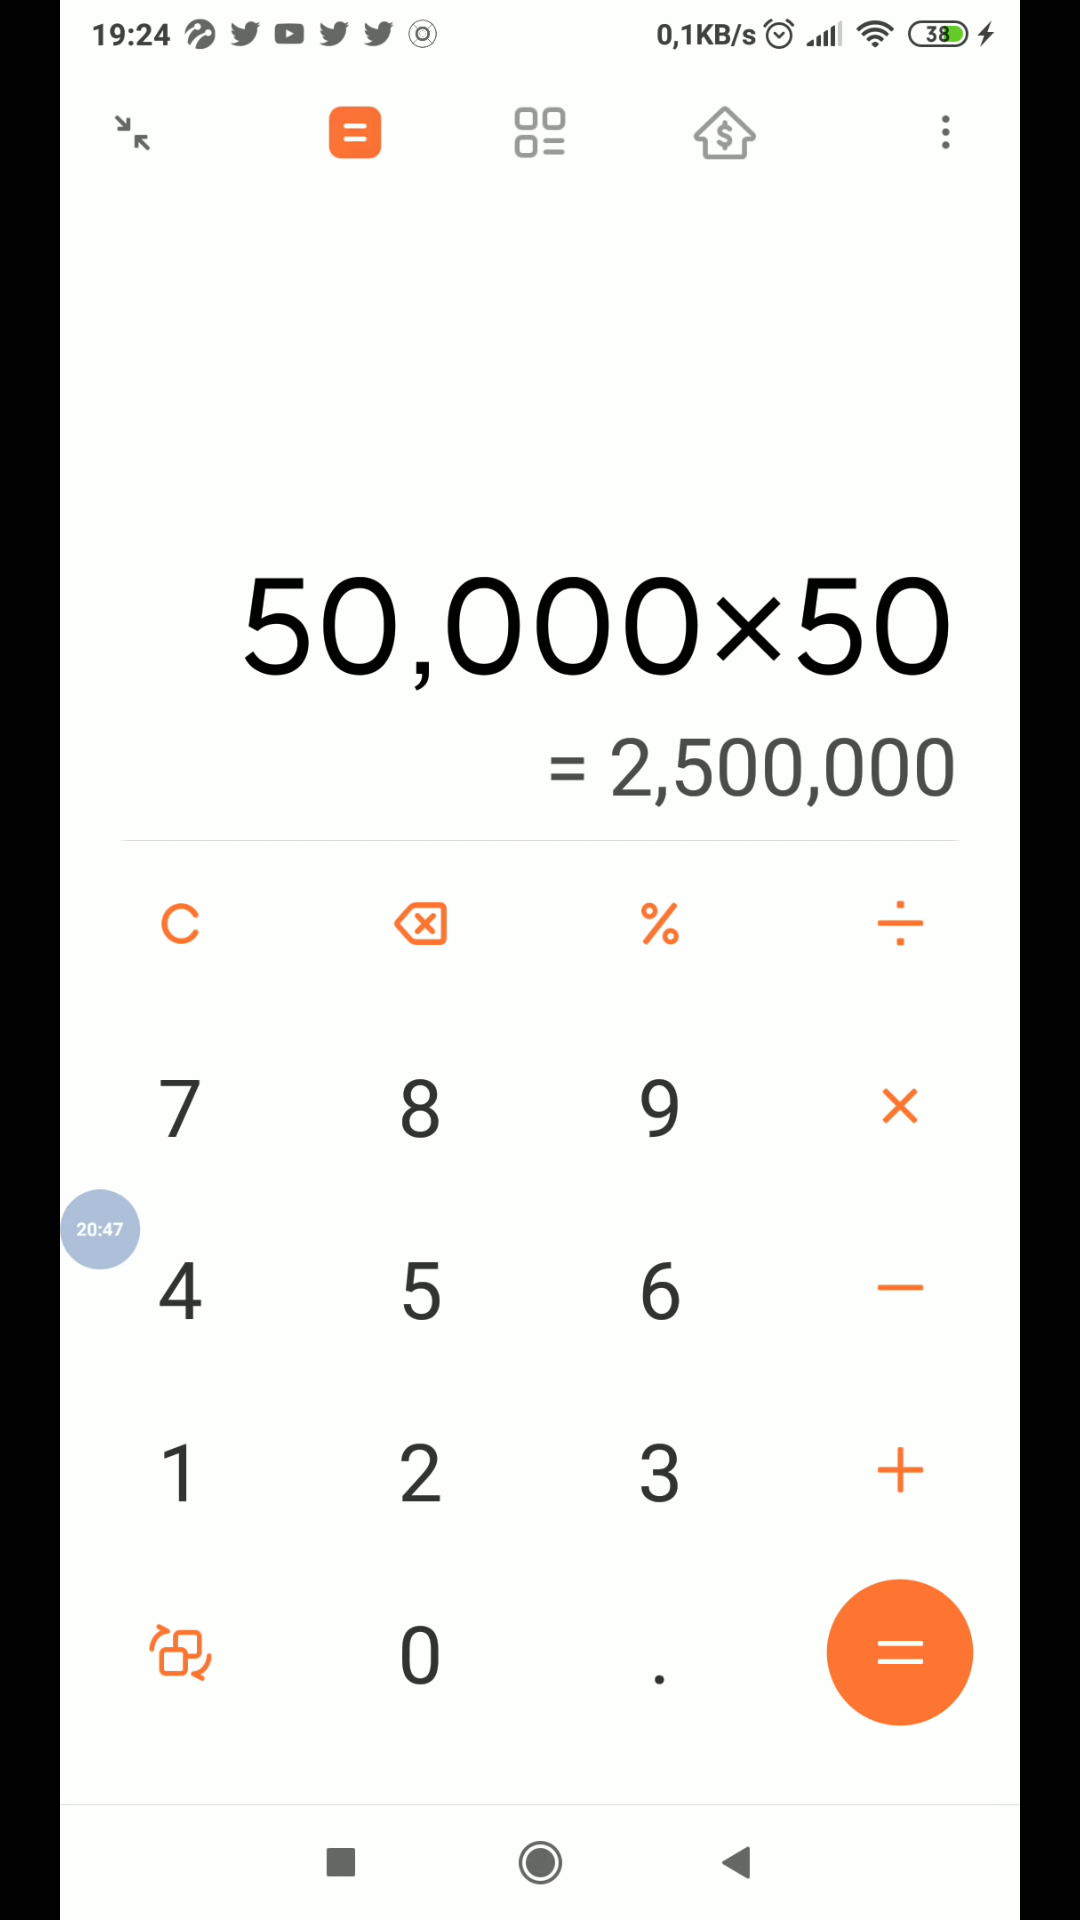 19:24 0,1KB/s 38
50,000×50
= 2,500,000
C % ÷
7 8 9 ×
20:47
4 5 6 −
1 2 3 +
0 . =